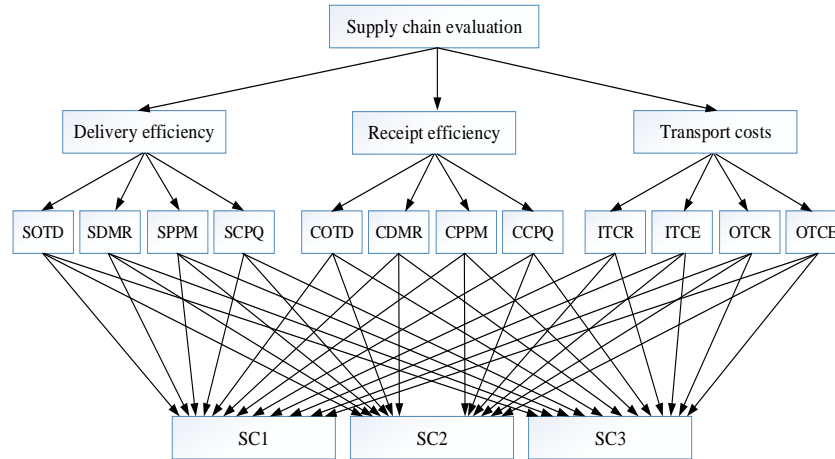 Supply chain evaluation
Delivery efficiency
Receipt efficiency
Transport costs
SOTD
SDMR
SPPM
SCPQ
COTD
CDMR
CPPM
CCPQ
ITCR
ITCE
OTCR
OTCE
SC1
SC2
SC3